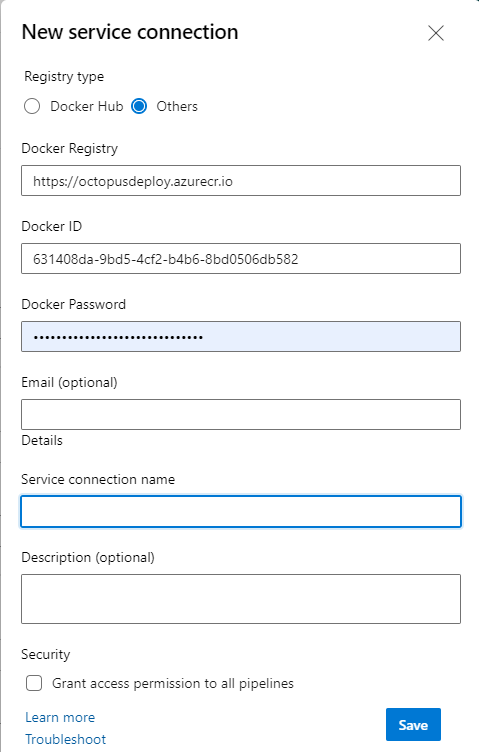 New service connection
Registry type
Docker Hub Others
Docker Registry
https://octopusdeploy.azurecr.io
Docker ID
631408da-9bd5-4cf2-b4b6-8bd0506db582
Docker Password
•••••••••••••••••••••••••••••••
Email (optional)
Details
Service connection name
Description (optional)
Security
Grant access permission to all pipelines
Learn more
Save
Troubleshoot